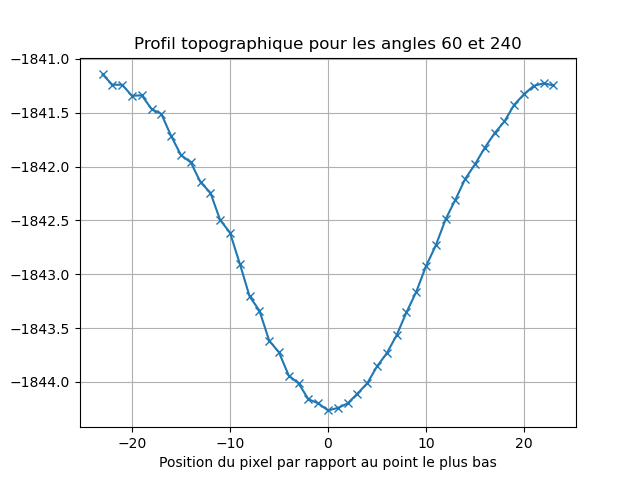 Profil topographique pour les angles 60 et 240
−1841.0
−1841.5
−1842.0
−1842.5
−1843.0
−1843.5
−1844.0
−20 −10 0 10 20
Position du pixel par rapport au point le plus bas